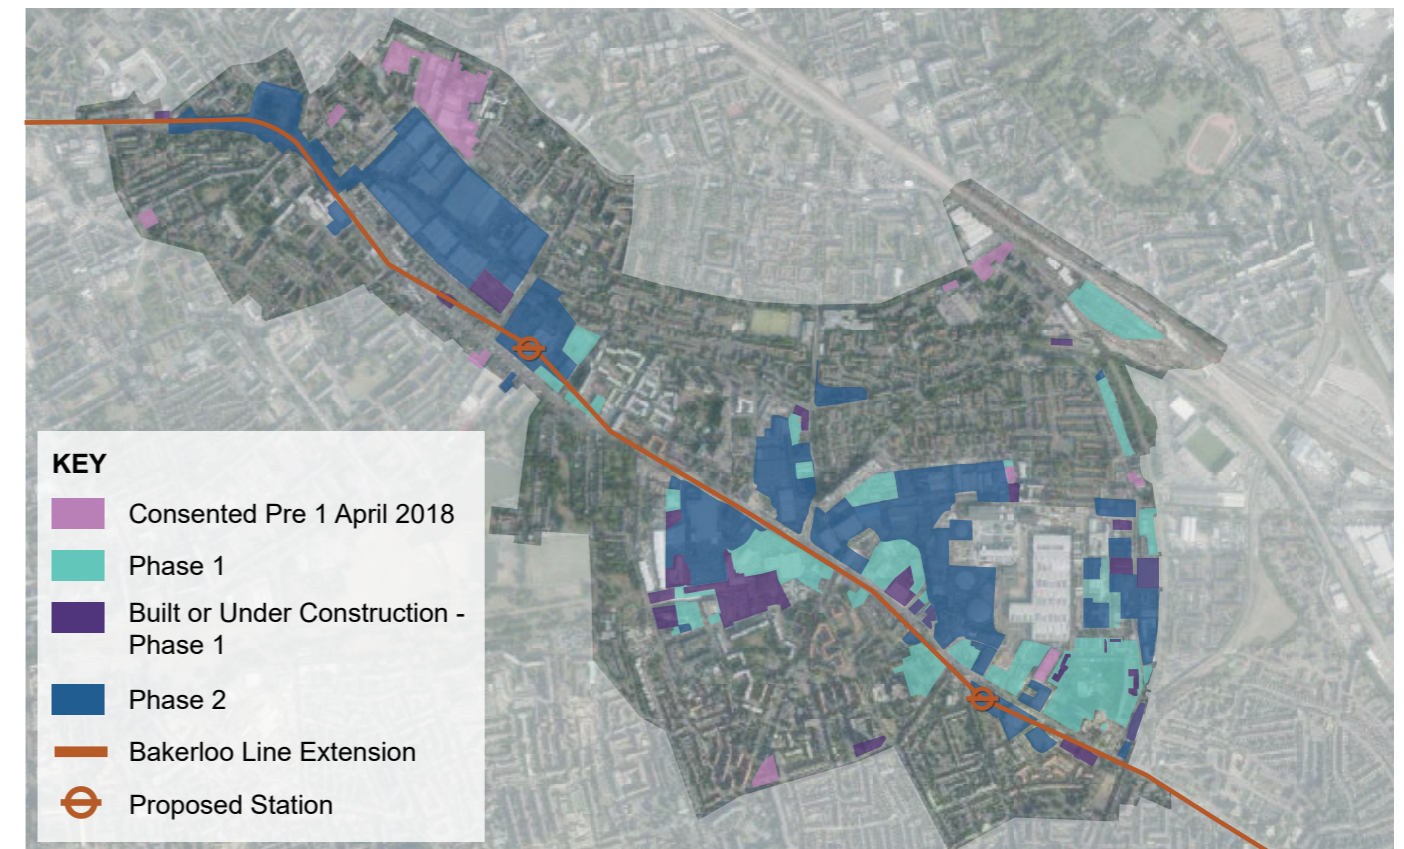 KEY
Consented Pre 1 April 2018
Phase 1
Built or Under Construction -
Phase 1
Phase 2
Bakerloo Line Extension
Proposed Station